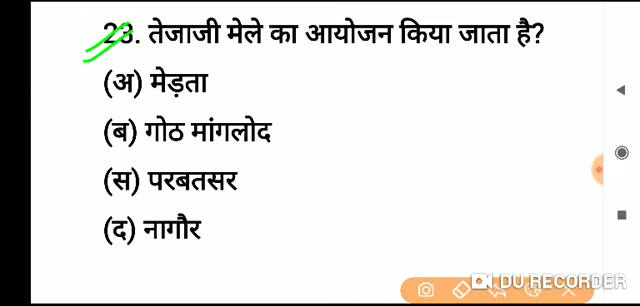 23. तेजाजी मेले का आयोजन किया जाता है?
(अ) मेड़ता
(ब) गोठ मांगलोद
(स) परबतसर
(द) नागौर
DU RECORDER